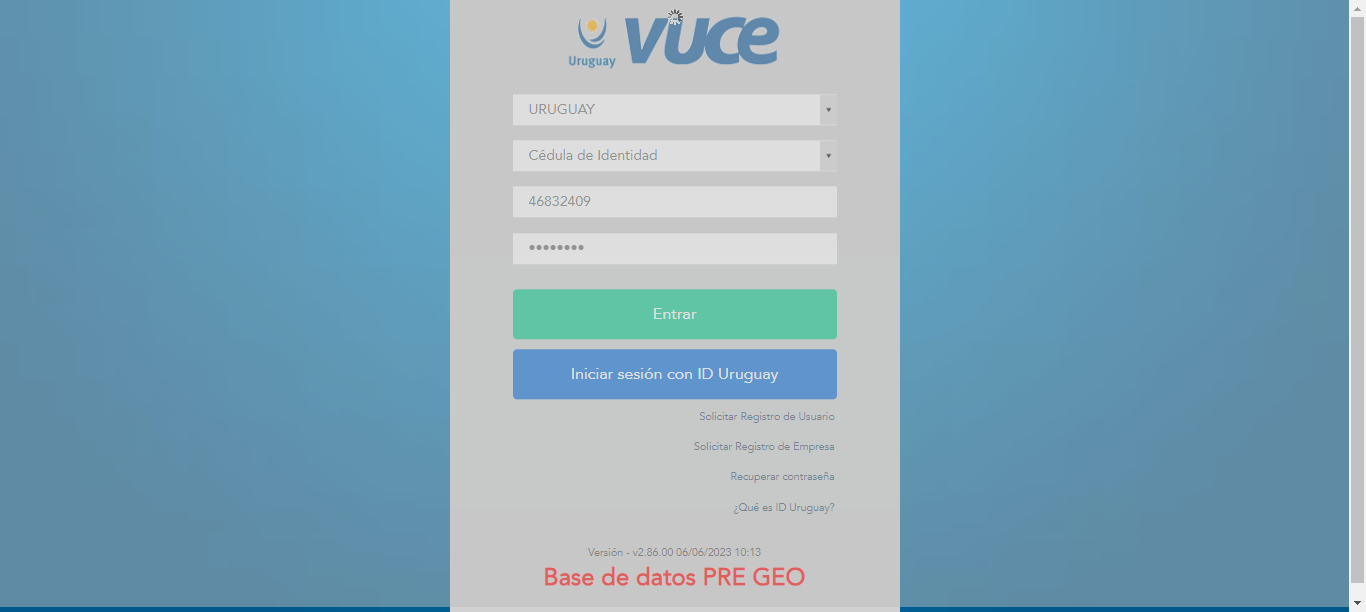 Uruguay
vuce
URUGUAY
Cédula de Identidad
46832409
••••••••
Entrar
Iniciar sesión con ID Uruguay
Solicitar Registro de Usuario
Solicitar Registro de Empresa
Recuperar contraseña
¿Qué es ID Uruguay?
Versión - v2.86.00 06/06/2023 10:13
Base de datos PRE GEO